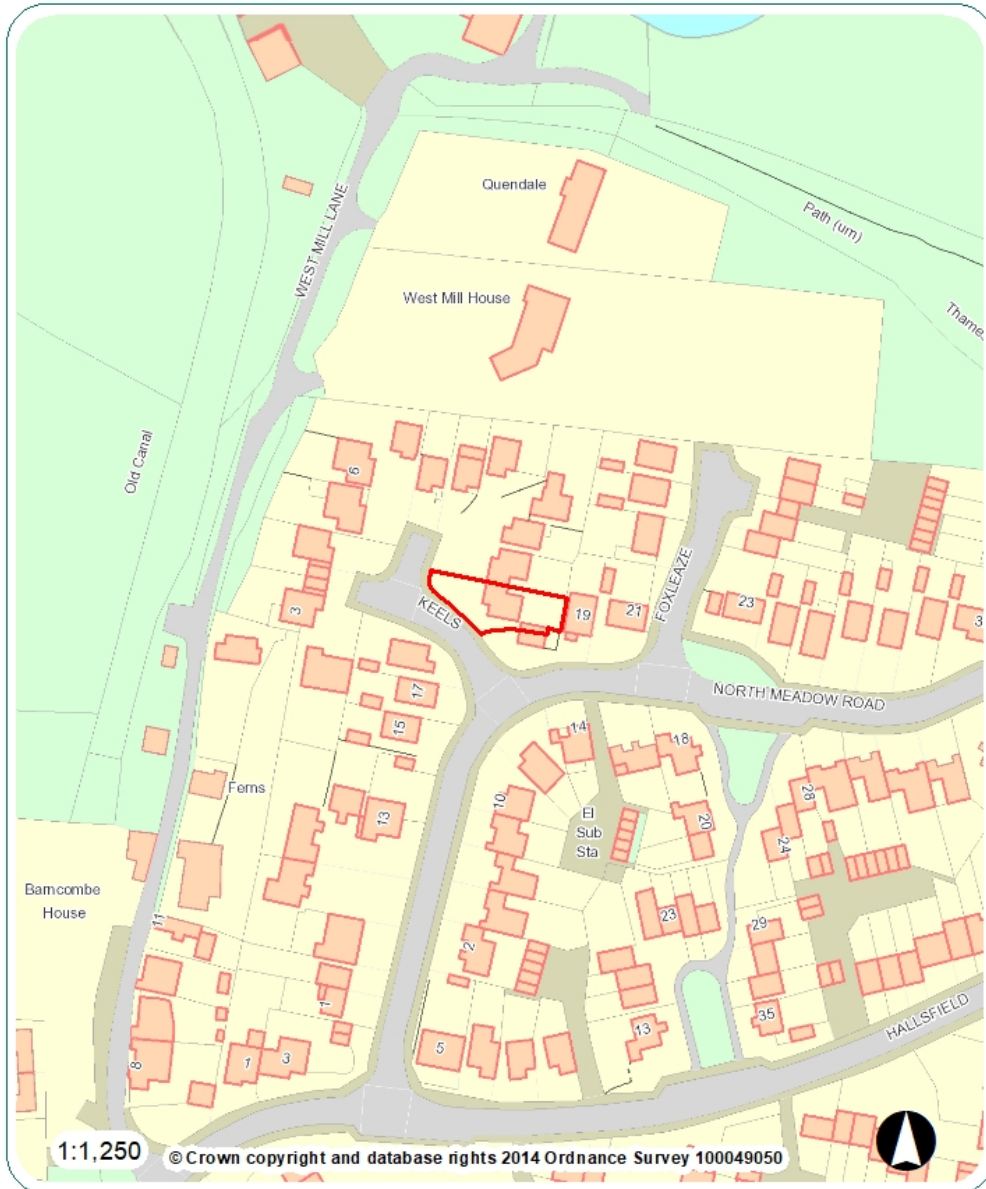 Quendale
WEST MILL LANE
Path (um)
West Mill House
Thames
Old Canal
6
3
KEELS
19
21
FOXLEAZE
23
3
NORTH MEADOW ROAD
17
15
14
18
10
Ferns
13
El
Sub
Sta
20
28
24
Barncombe
House
11
23
29
2
1
35
HALLSFIELD
13
5
8
1
3
1:1,250
© Crown copyright and database rights 2014 Ordnance Survey 100049050